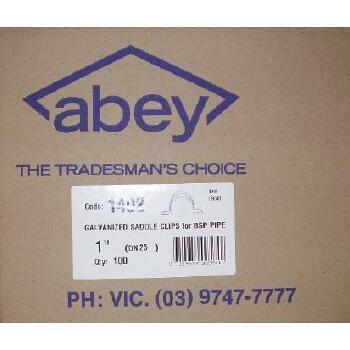 abey
THE TRADESMAN'S CHOICE
Code:
GALVANIZED SADDLE CLIPS for BSP PIPE
1" (DN25 )
Qty: 100
PH: VIC. (03) 9747-7777